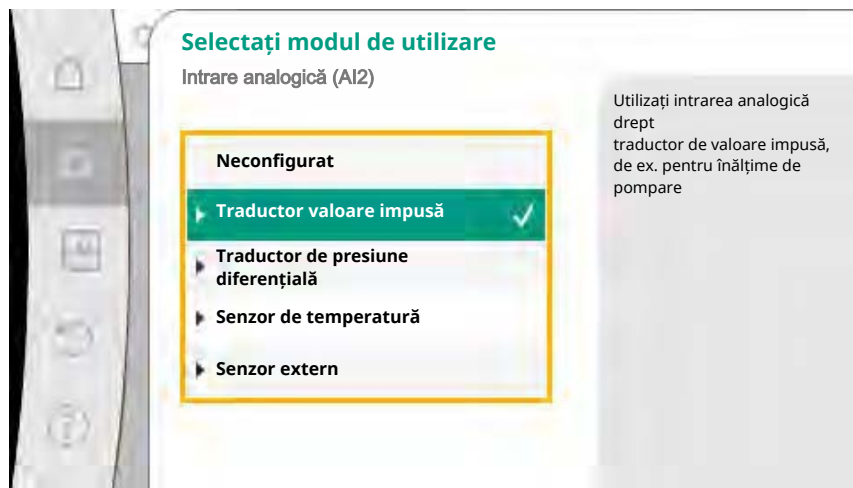 Selectați modul de utilizare
Intrare analogică (AI2)
Neconfigurat
Traductor valoare impusă
Traductor de presiune
diferențială
Senzor de temperatură
Senzor extern
Utilizați intrarea analogică
drept
traductor de valoare impusă,
de ex. pentru înălțime de
pompare